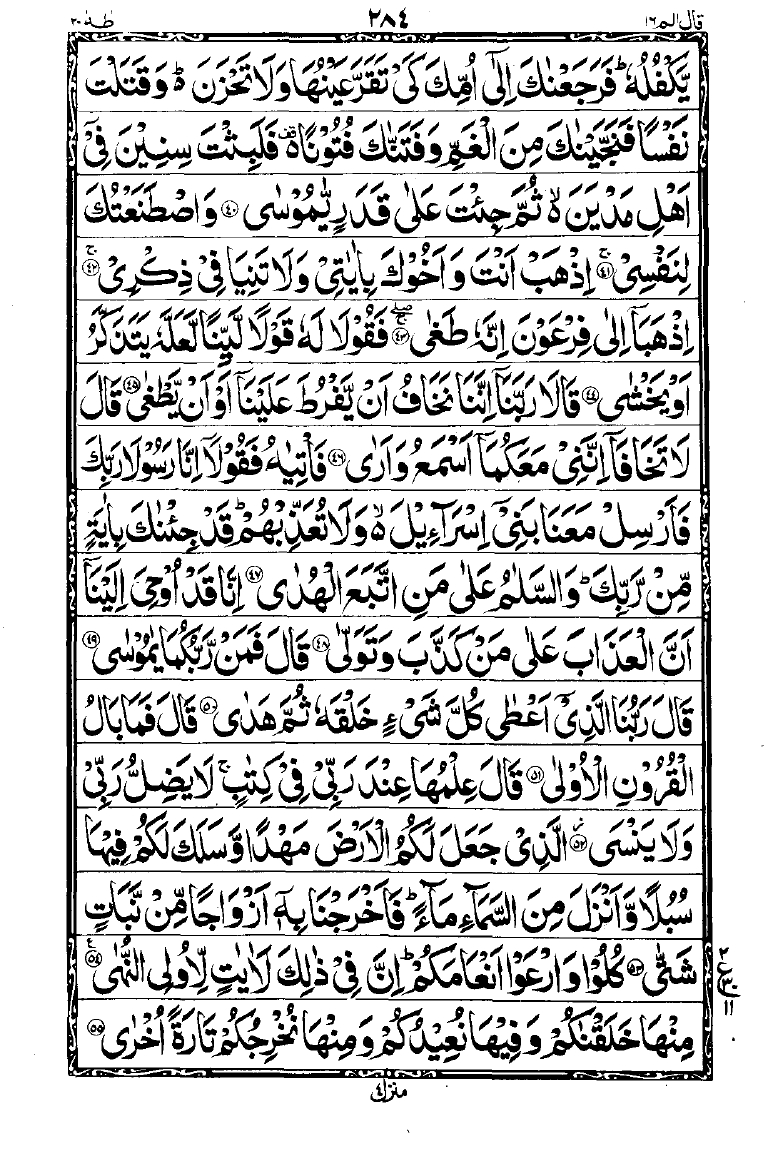 قال الم ١٦ ٢٨٤ طٰهٰ ٢٠
يَّكْفُلُهٗ ؕ فَرَجَعْنٰكَ اِلٰۤى اُمِّكَ كَىْ تَقَرَّ عَيْنُهَا وَلَا تَحْزَنَ ؕ۬ وَقَتَلْتَ
نَفْسًا فَنَجَّيْنٰكَ مِنَ الْغَمِّ وَفَتَنّٰكَ فُتُوْنًا ۫۬ فَلَبِثْتَ سِنِيْنَ فِىْۤ
اَهْلِ مَدْيَنَ ۙ۬ ثُمَّ جِئْتَ عَلٰى قَدَرٍ يّٰمُوْسٰى ﴿۴۰﴾ وَاصْطَنَعْتُكَ
لِنَفْسِىْ ۚ﴿۴۱﴾ اِذْهَبْ اَنْتَ وَاَخُوْكَ بِاٰيٰتِىْ وَلَا تَنِيَا فِىْ ذِكْرِىْ ۚ﴿۴۲﴾
اِذْهَبَاۤ اِلٰى فِرْعَوْنَ اِنَّهٗ طَغٰى ۖۚ﴿۴۳﴾ فَقُوْلَا لَهٗ قَوْلًا لَّيِّنًا لَّعَلَّهٗ يَتَذَكَّرُ
اَوْ يَخْشٰى ﴿۴۴﴾ قَالَا رَبَّنَاۤ اِنَّنَا نَخَافُ اَنْ يَّفْرُطَ عَلَيْنَاۤ اَوْ اَنْ يَّطْغٰى ﴿۴۵﴾ قَالَ
لَا تَخَافَاۤ اِنَّنِىْ مَعَكُمَاۤ اَسْمَعُ وَاَرٰى ﴿۴۶﴾ فَاْتِيٰهُ فَقُوْلَاۤ اِنَّا رَسُوْلَا رَبِّكَ
فَاَرْسِلْ مَعَنَا بَنِىْۤ اِسْرَآءِيْلَ ۙ۬ وَلَا تُعَذِّبْهُمْ ؕ قَدْ جِئْنٰكَ بِاٰيَةٍ
مِّنْ رَّبِّكَ ؕ وَالسَّلٰمُ عَلٰى مَنِ اتَّبَعَ الْهُدٰى ﴿۴۷﴾ اِنَّا قَدْ اُوْحِىَ اِلَيْنَاۤ
اَنَّ الْعَذَابَ عَلٰى مَنْ كَذَّبَ وَتَوَلّٰى ﴿۴۸﴾ قَالَ فَمَنْ رَّبُّكُمَا يٰمُوْسٰى ﴿۴۹﴾
قَالَ رَبُّنَا الَّذِىْۤ اَعْطٰى كُلَّ شَىْءٍ خَلْقَهٗ ثُمَّ هَدٰى ﴿۵۰﴾ قَالَ فَمَا بَالُ
الْقُرُوْنِ الْاُوْلٰى ﴿۵۱﴾ قَالَ عِلْمُهَا عِنْدَ رَبِّىْ فِىْ كِتٰبٍ ۚ لَا يَضِلُّ رَبِّىْ
وَلَا يَنْسَى ۫﴿۵۲﴾ الَّذِىْ جَعَلَ لَكُمُ الْاَرْضَ مَهْدًا وَّسَلَكَ لَكُمْ فِيْهَا
سُبُلًا وَّاَنْزَلَ مِنَ السَّمَآءِ مَآءً ؕ فَاَخْرَجْنَا بِهٖۤ اَزْوَاجًا مِّنْ نَّبَاتٍ
شَتّٰى ﴿۵۳﴾ كُلُوْا وَارْعَوْا اَنْعَامَكُمْ ؕ اِنَّ فِىْ ذٰلِكَ لَاٰيٰتٍ لِّاُولِى النُّهٰى ﴿۵۴﴾
مِنْهَا خَلَقْنٰكُمْ وَفِيْهَا نُعِيْدُكُمْ وَمِنْهَا نُخْرِجُكُمْ تَارَةً اُخْرٰى ﴿۵۵﴾
٢
ع
٣٠
١١
منزل ٤